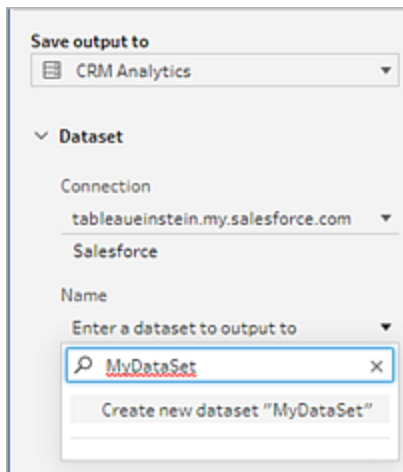 Save output to
CRM Analytics
Dataset
Connection
tableaueinstein.my.salesforce.com
Salesforce
Name
Enter a dataset to output to
MyDataSet
Create new dataset "MyDataSet"